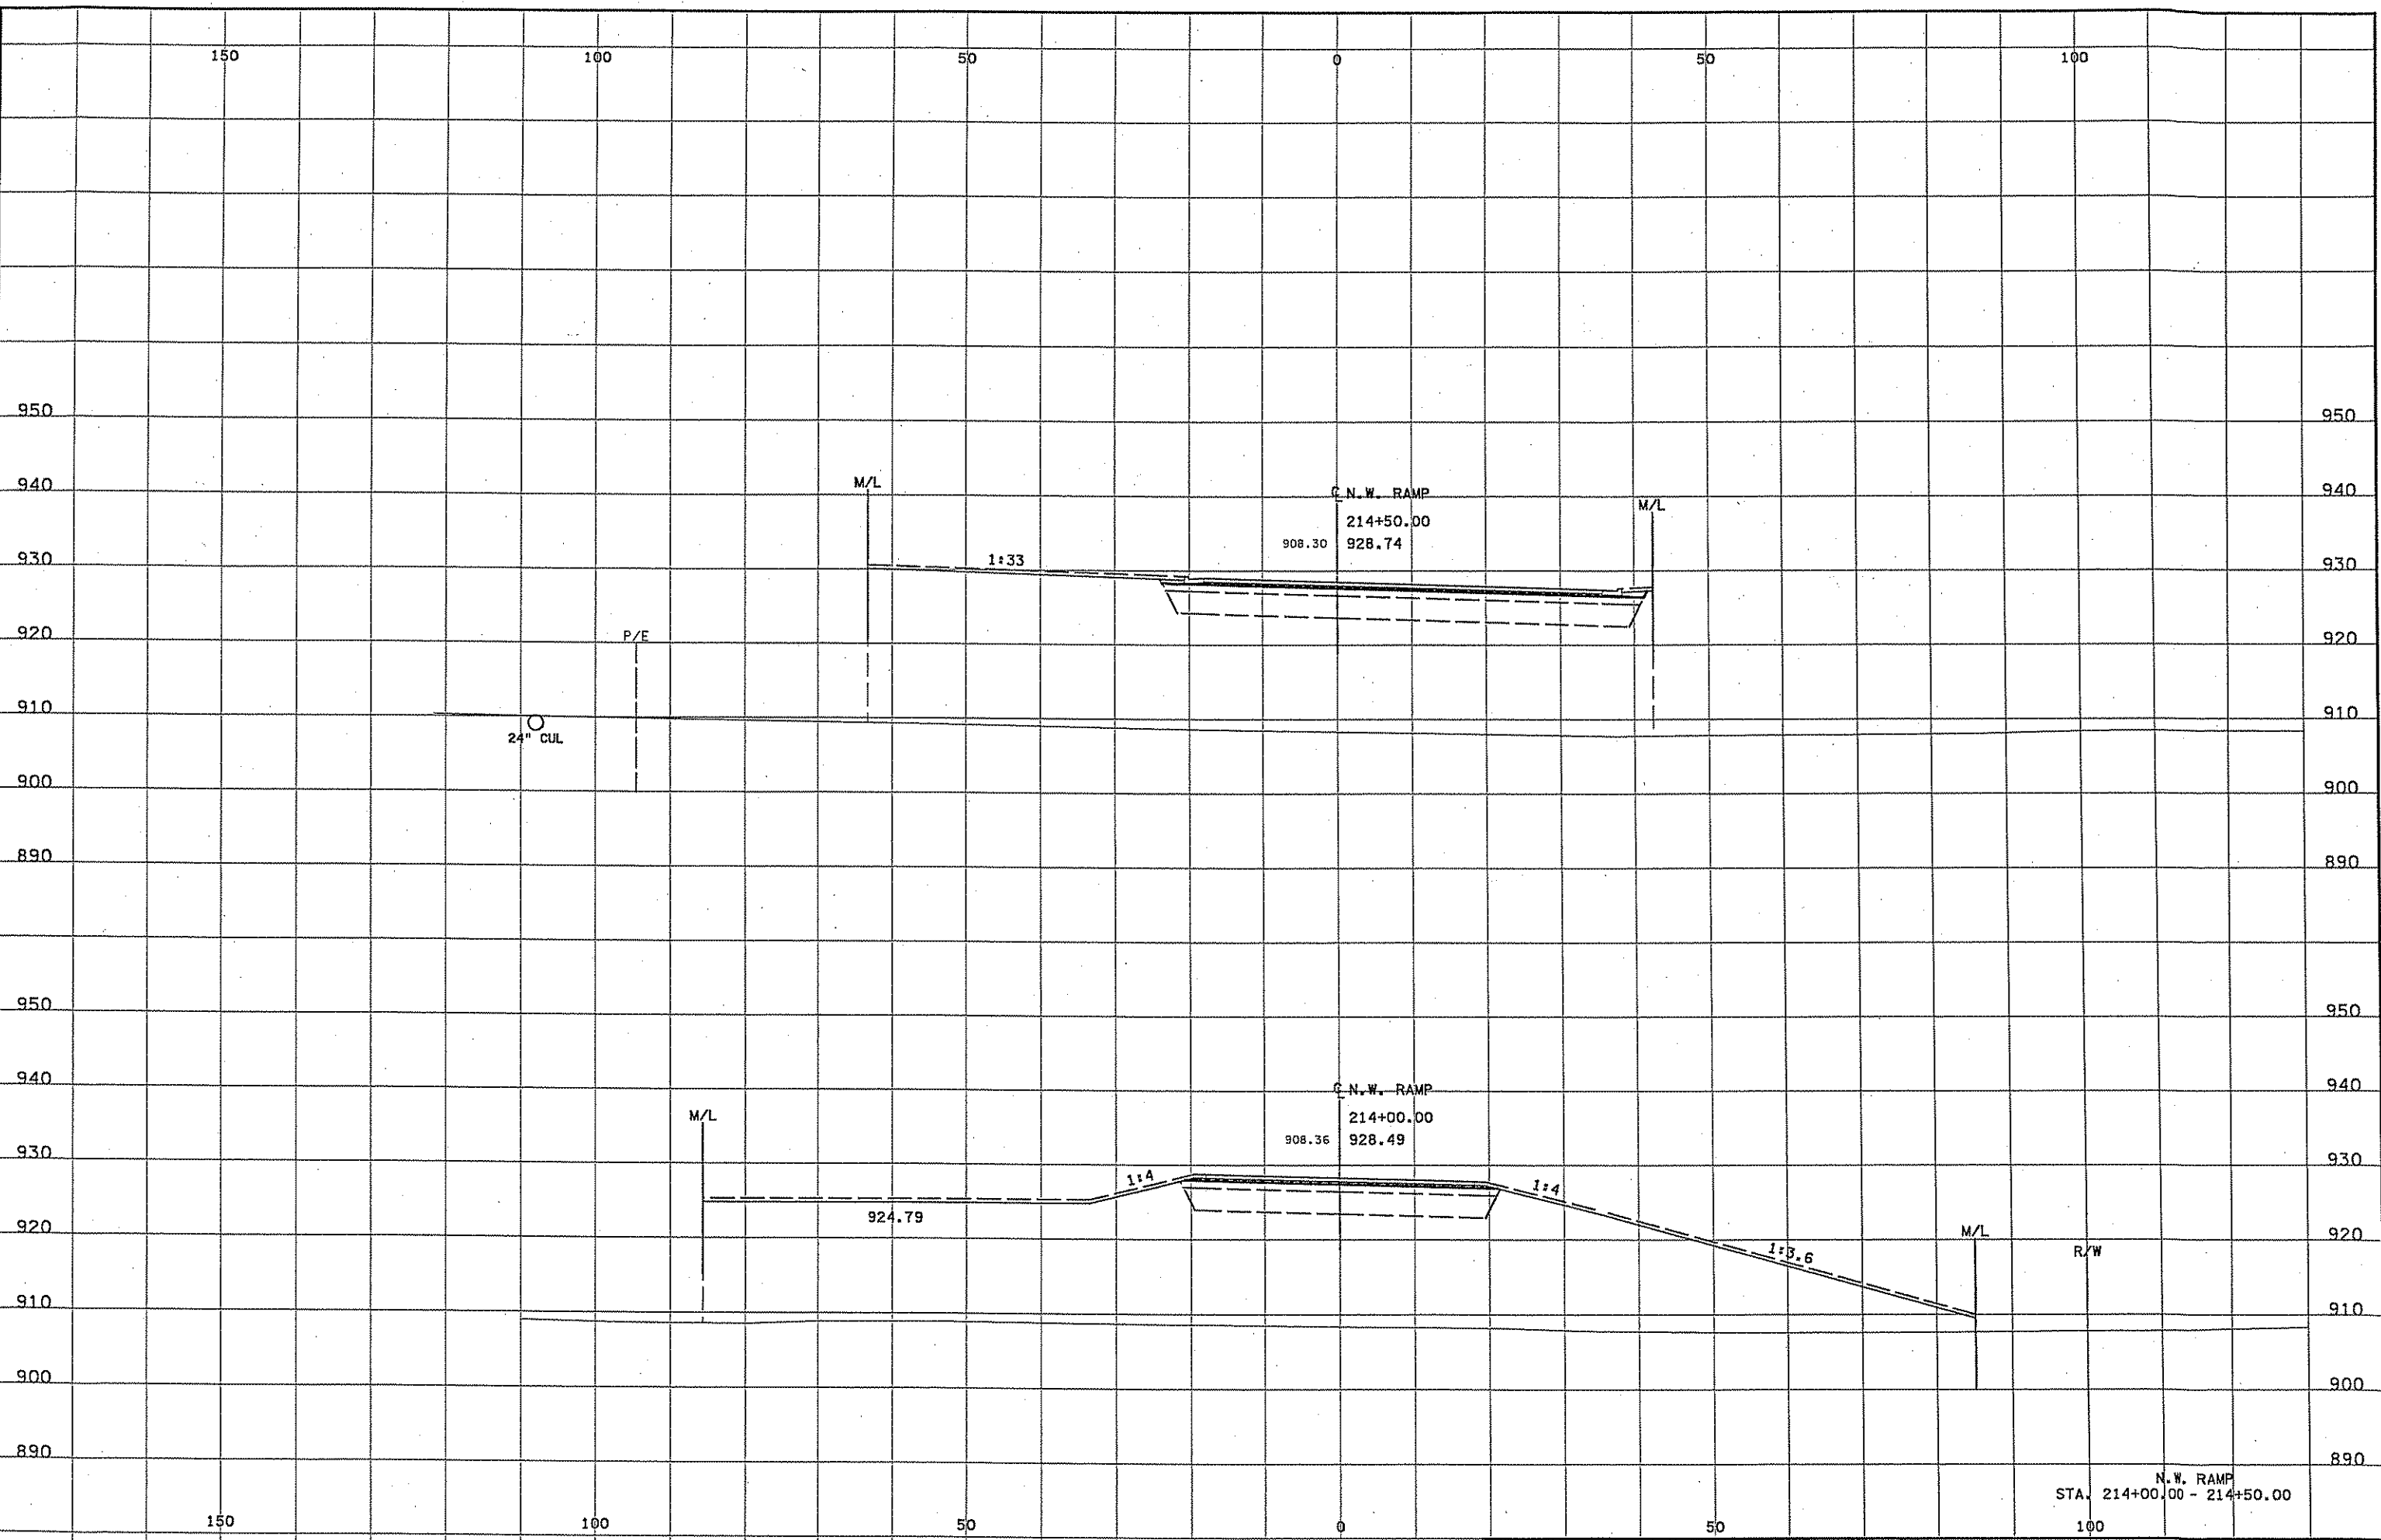 150 100 50 0 50 100
950 950
940 M/L ℄ N.W. RAMP M/L 940
214+50.00
908.30 928.74
930 1:33 930
920 P/E 920
910 910
24" CUL
900 900
890 890
950 950
940 ℄ N.W. RAMP 940
M/L 214+00.00
908.36 928.49
930 930
1:4 1:4
924.79
920 M/L 920
1:3.6 R/W
910 910
900 900
890 890
N.W. RAMP
STA. 214+00.00 - 214+50.00
150 100 50 0 50 100